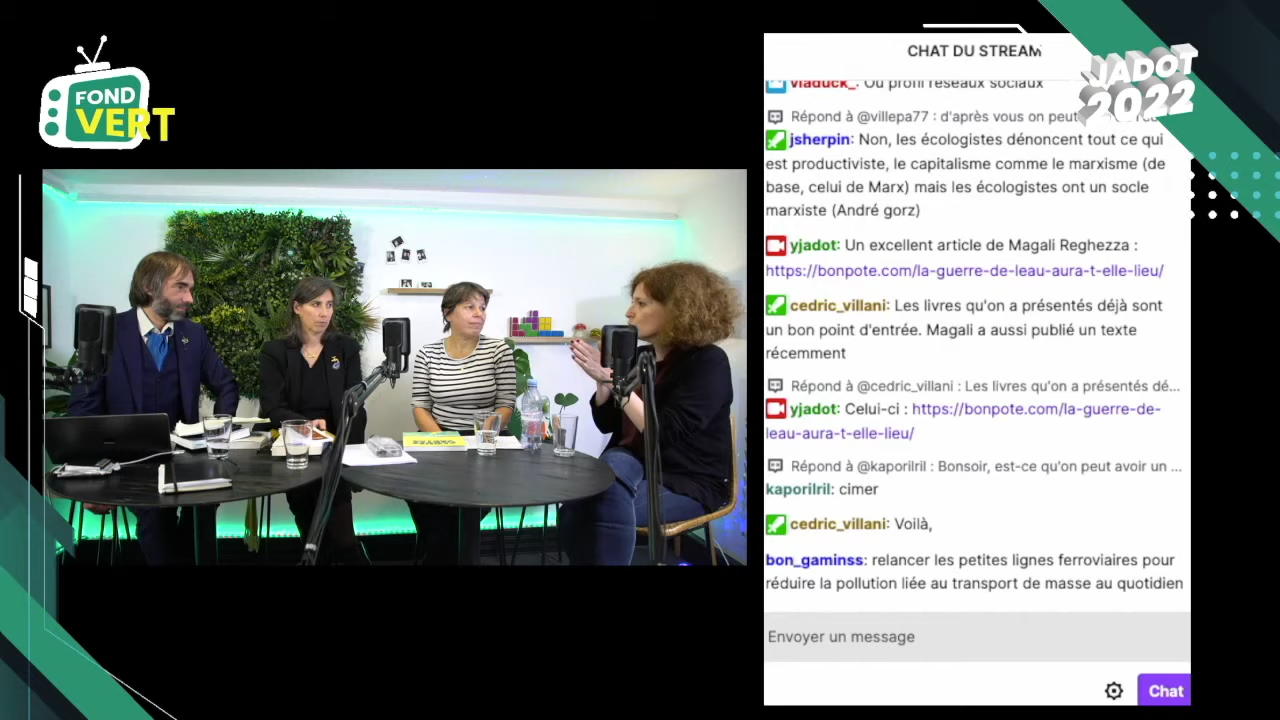 FOND
VERT
CHAT DU STREAM
JADOT
2022
viaduck_: Ou profil réseaux sociaux
Répond à @villepa77 : d'après vous on peut
jsherpin: Non, les écologistes dénoncent tout ce qui
est productiviste, le capitalisme comme le marxisme (de
base, celui de Marx) mais les écologistes ont un socle
marxiste (André gorz)
yjadot: Un excellent article de Magali Reghezza :
https://bonpote.com/la-guerre-de-leau-aura-t-elle-lieu/
cedric_villani: Les livres qu'on a présentés déjà sont
un bon point d'entrée. Magali a aussi publié un texte
récemment
Répond à @cedric_villani : Les livres qu'on a présentés dé...
yjadot: Celui-ci : https://bonpote.com/la-guerre-de-
leau-aura-t-elle-lieu/
Répond à @kaporilril : Bonsoir, est-ce qu'on peut avoir un ...
kaporilril: cimer
cedric_villani: Voilà,
bon_gaminss: relancer les petites lignes ferroviaires pour
réduire la pollution liée au transport de masse au quotidien
Envoyer un message
Chat